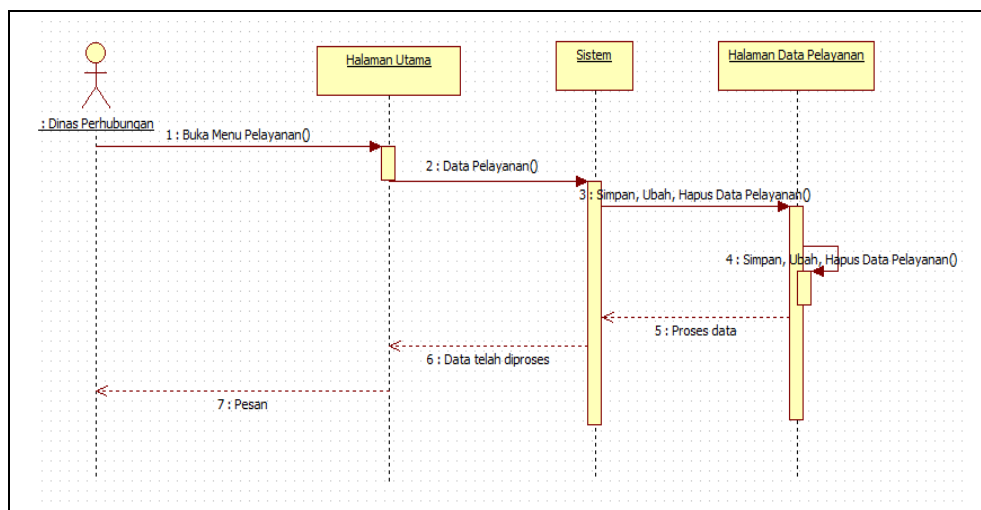 Halaman Utama
Sistem
Halaman Data Pelayanan
: Dinas Perhubungan
1 : Buka Menu Pelayanan()
2 : Data Pelayanan()
3 : Simpan, Ubah, Hapus Data Pelayanan()
4 : Simpan, Ubah, Hapus Data Pelayanan()
5 : Proses data
6 : Data telah diproses
7 : Pesan